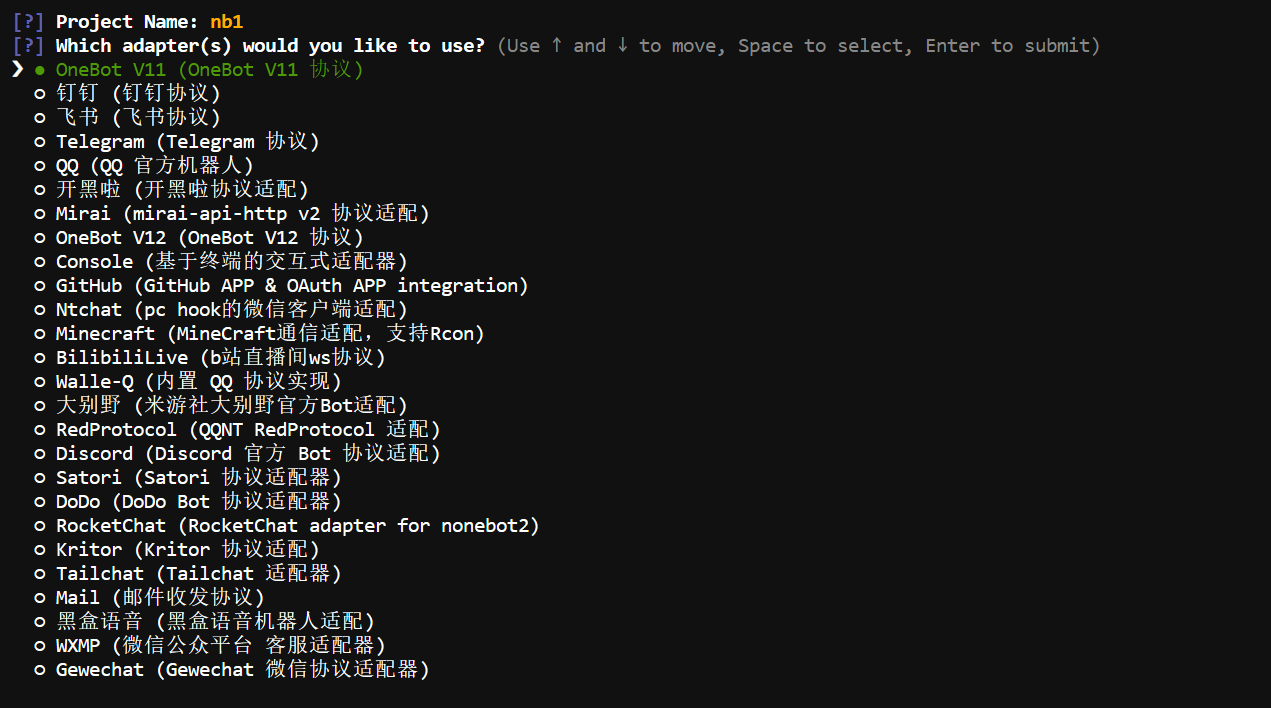 [?] Project Name: nb1
[?] Which adapter(s) would you like to use? (Use ↑ and ↓ to move, Space to select, Enter to submit)
❯ ● OneBot V11 (OneBot V11 协议)
○ 钉钉 (钉钉协议)
○ 飞书 (飞书协议)
○ Telegram (Telegram 协议)
○ QQ (QQ 官方机器人)
○ 开黑啦 (开黑啦协议适配)
○ Mirai (mirai-api-http v2 协议适配)
○ OneBot V12 (OneBot V12 协议)
○ Console (基于终端的交互式适配器)
○ GitHub (GitHub APP & OAuth APP integration)
○ Ntchat (pc hook的微信客户端适配)
○ Minecraft (MineCraft通信适配，支持Rcon)
○ BilibiliLive (b站直播间ws协议)
○ Walle-Q (内置 QQ 协议实现)
○ 大别野 (米游社大别野官方Bot适配)
○ RedProtocol (QQNT RedProtocol 适配)
○ Discord (Discord 官方 Bot 协议适配)
○ Satori (Satori 协议适配器)
○ DoDo (DoDo Bot 协议适配器)
○ RocketChat (RocketChat adapter for nonebot2)
○ Kritor (Kritor 协议适配)
○ Tailchat (Tailchat 适配器)
○ Mail (邮件收发协议)
○ 黑盒语音 (黑盒语音机器人适配)
○ WXMP (微信公众平台 客服适配器)
○ Gewechat (Gewechat 微信协议适配器)